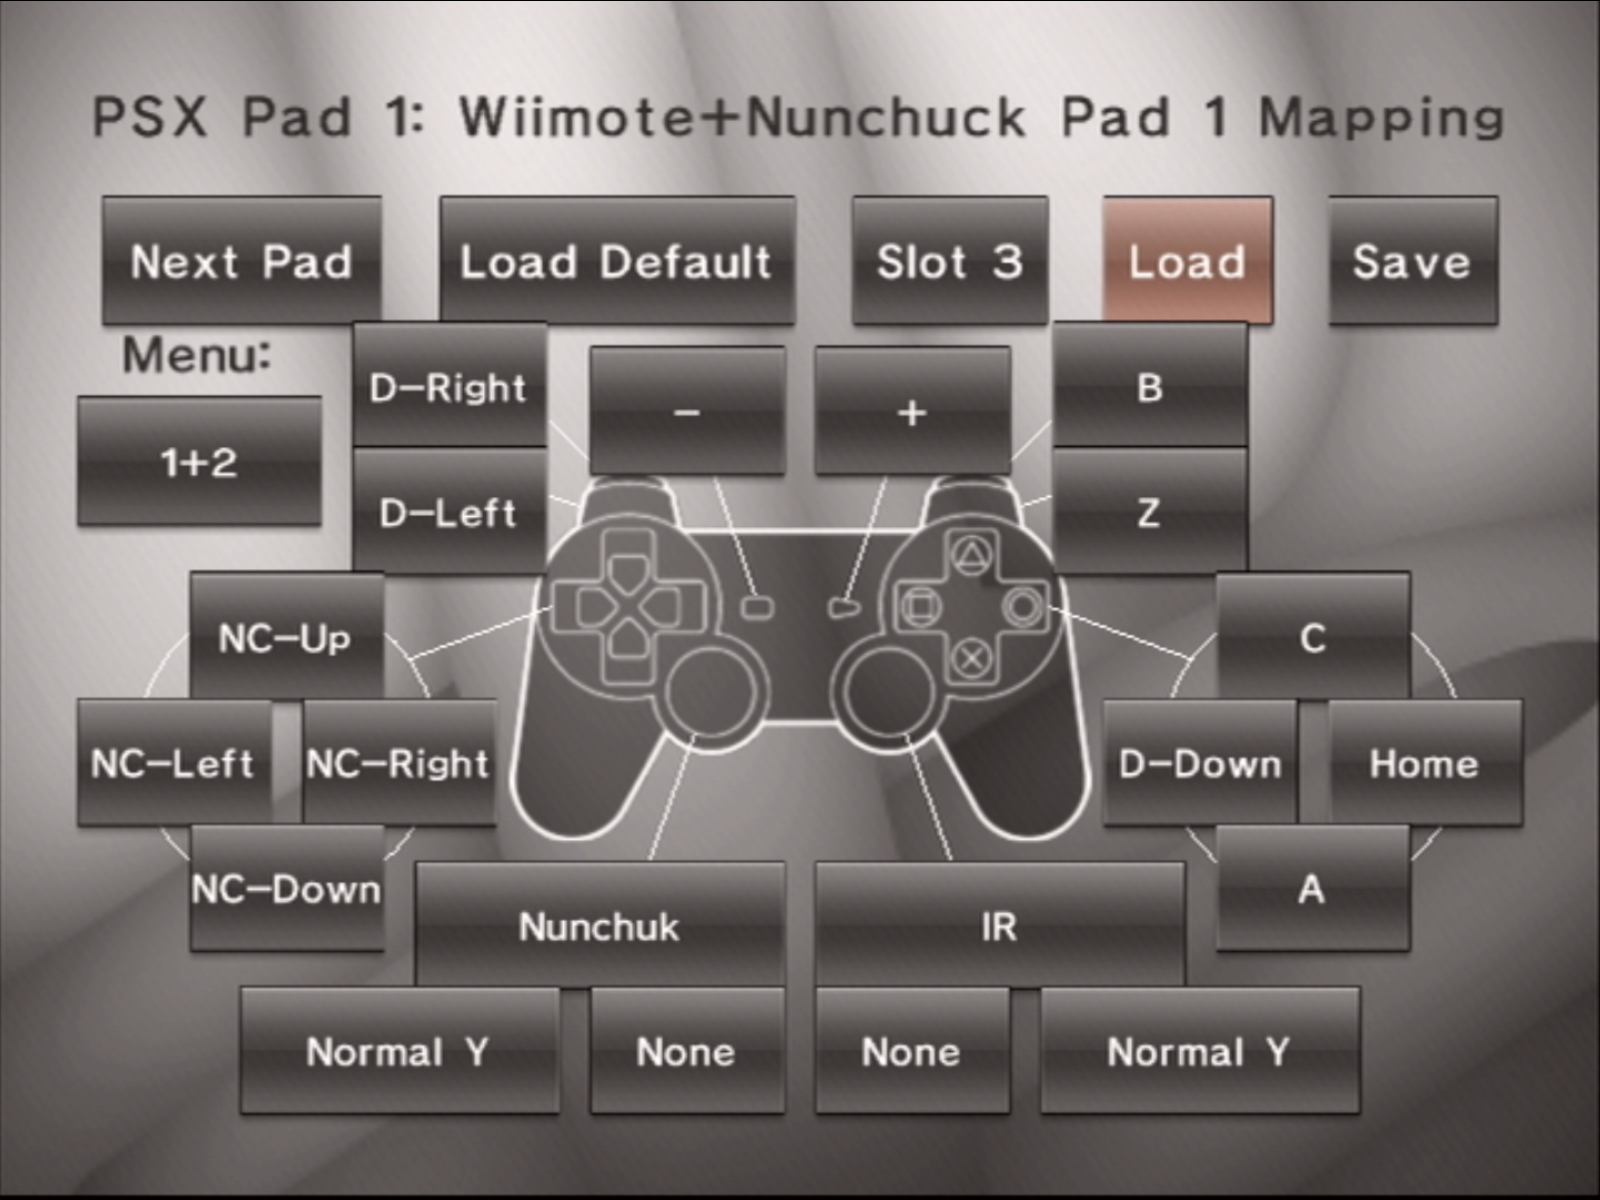 PSX Pad 1: Wiimote+Nunchuck Pad 1 Mapping
Next Pad
Load Default
Slot 3
Load
Save
Menu:
1+2
D-Right
-
+
B
D-Left
Z
NC-Up
C
NC-Left
NC-Right
D-Down
Home
NC-Down
A
Nunchuk
IR
Normal Y
None
None
Normal Y